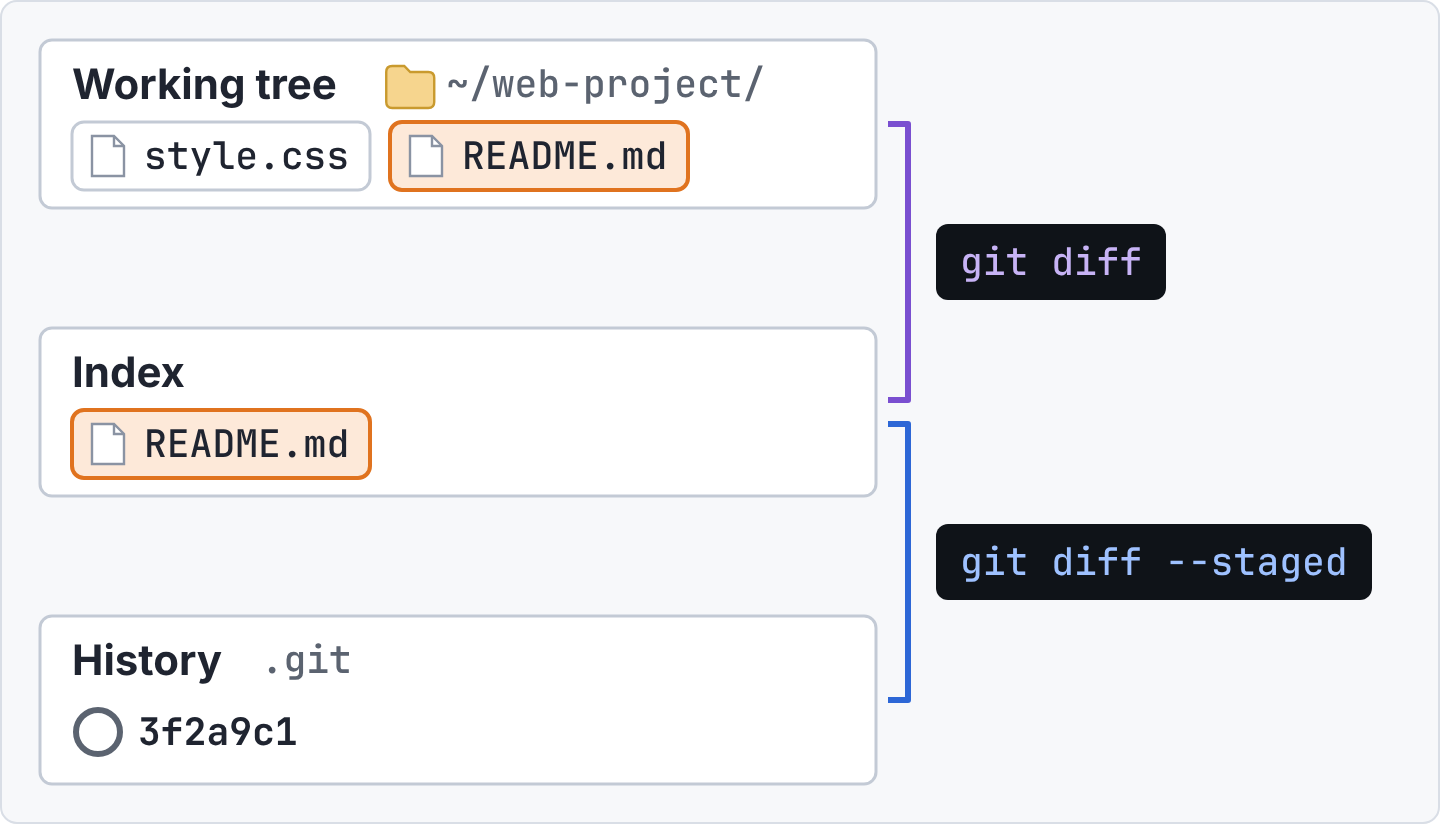 Working tree ~/web-project/
style.css README.md
git diff
Index
README.md
git diff --staged
History .git
3f2a9c1